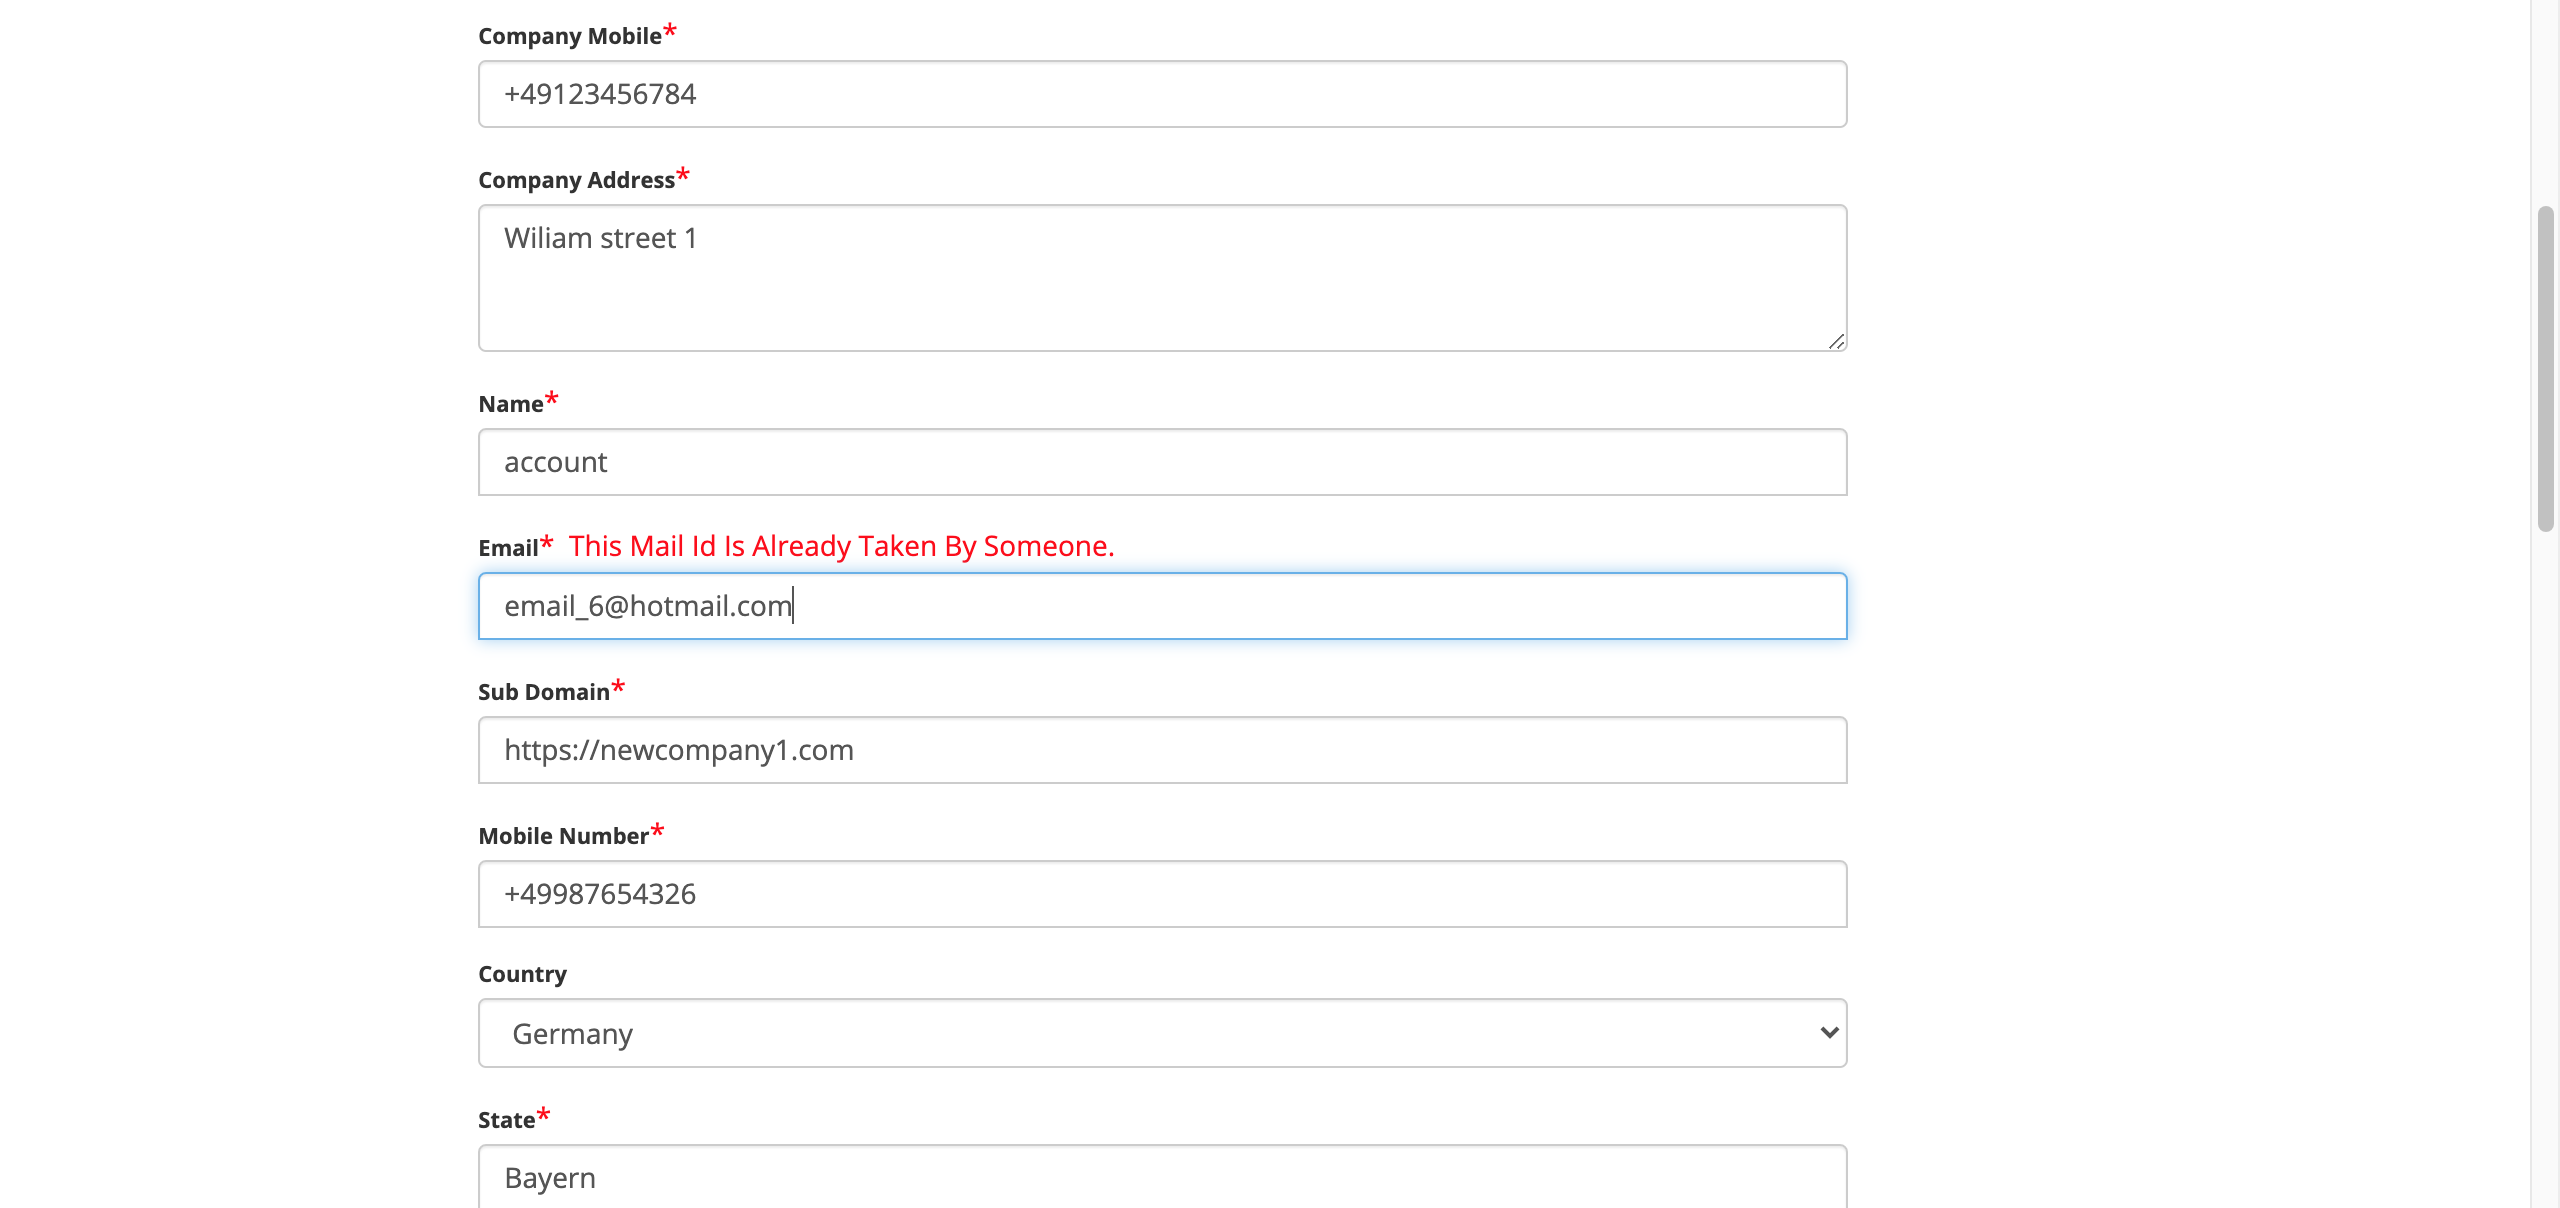 Company Mobile*
+49123456784
Company Address*
Wiliam street 1
Name*
account
Email* This Mail Id Is Already Taken By Someone.
email_6@hotmail.com
Sub Domain*
https://newcompany1.com
Mobile Number*
+49987654326
Country
Germany
State*
Bayern